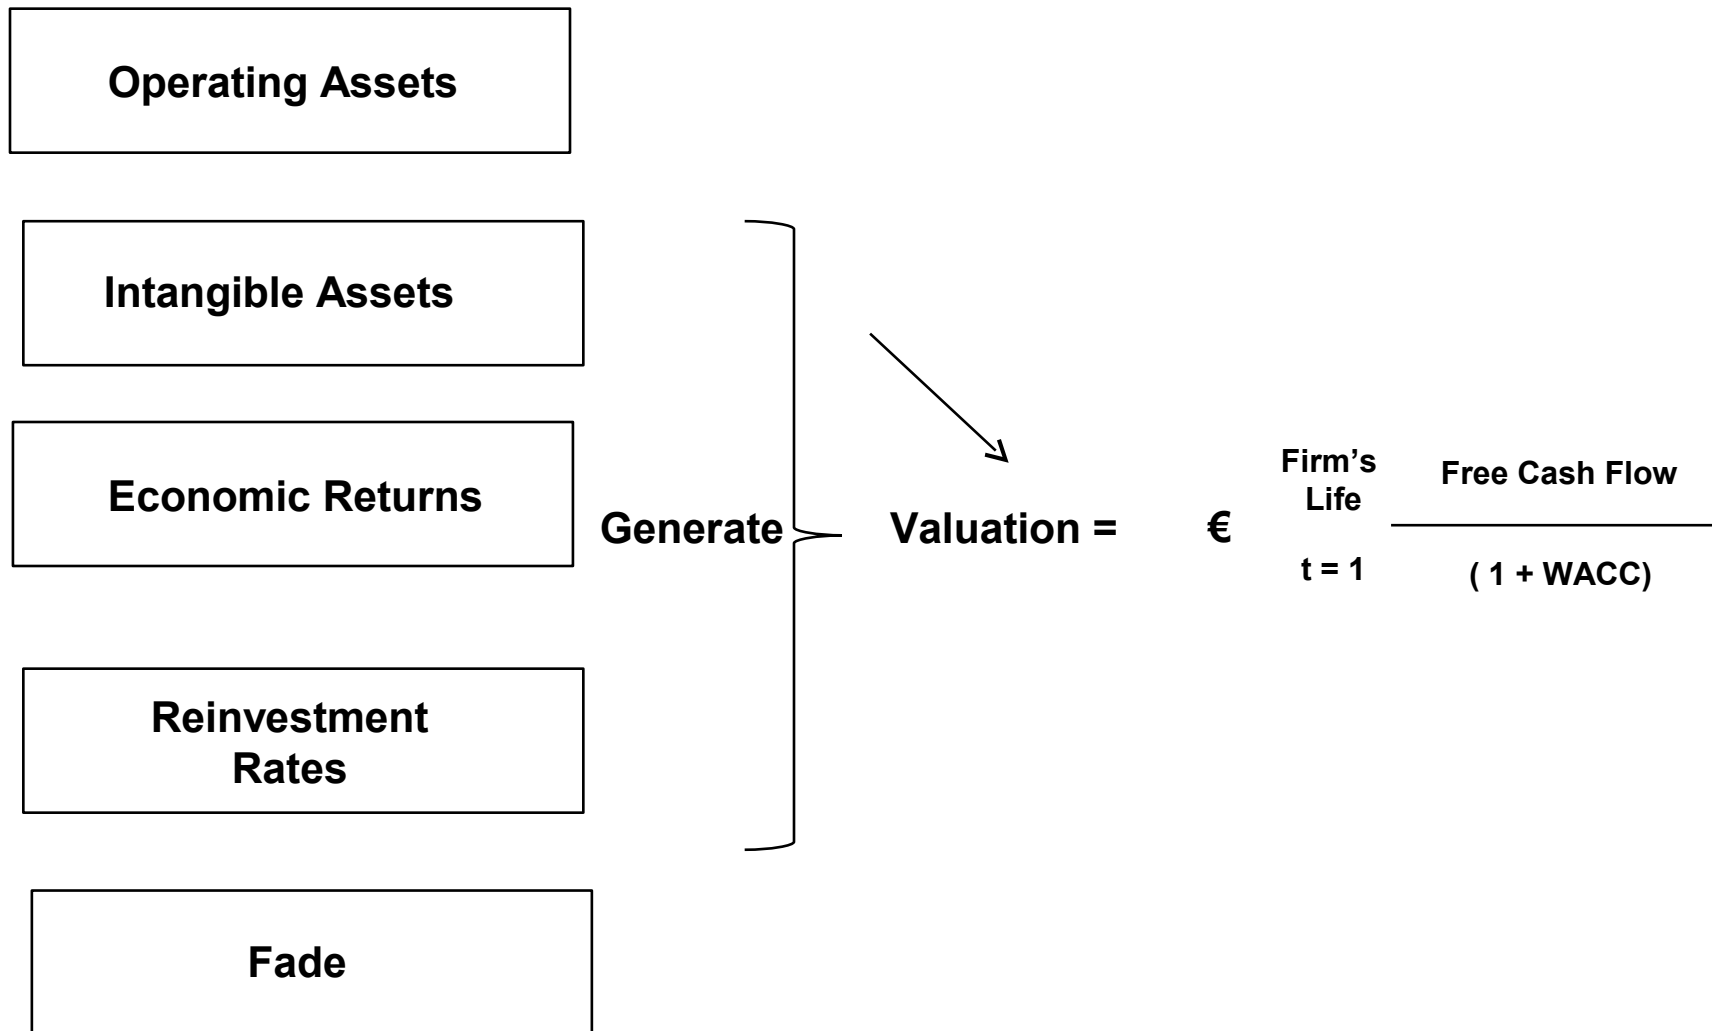 Operating Assets
Intangible Assets
Economic Returns
Reinvestment
Rates
Fade
Generate
Valuation =
€
Firm’s
Life
t = 1
Free Cash Flow
( 1 + WACC)